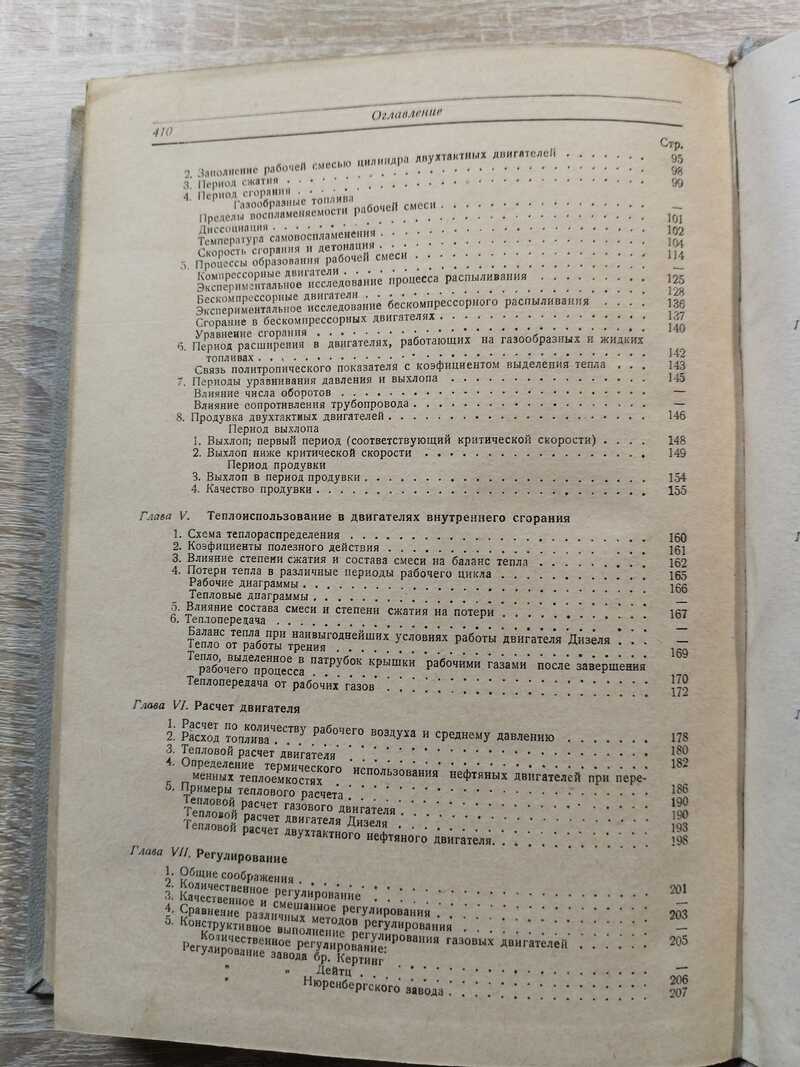 410
Оглавление
Стр.
2. Заполнение рабочей смесью цилиндра двухтактных двигателей . . . . . . . 95
3. Период сжатия . . . . . . . . . . 98
4. Период сгорания . . . . . . . . . . 99
Газообразные топлива
Пределы воспламеняемости рабочей смеси . . . . . . . . . . —
Диссоциация . . . . . . . . . . 101
Температура самовоспламенения . . . . . . . . . . 102
Скорость сгорания и детонация . . . . . . . . . . 104
5. Процессы образования рабочей смеси . . . . . . . . . . 114
Компрессорные двигатели . . . . . . . . . . —
Экспериментальное исследование процесса распыливания . . . . . . . . 125
Бескомпрессорные двигатели . . . . . . . . . . 128
Экспериментальное исследование бескомпрессорного распыливания . . . . 136
Сгорание в бескомпрессорных двигателях . . . . . . . . . . 137
Уравнение сгорания . . . . . . . . . . 140
6. Период расширения в двигателях, работающих на газообразных и жидких
топливах . . . . . . . . . . 142
Связь политропического показателя с коэфициентом выделения тепла . . . 143
7. Периоды уравнивания давления и выхлопа . . . . . . . . . . 145
Влияние числа оборотов . . . . . . . . . . —
Влияние сопротивления трубопровода . . . . . . . . . . —
8. Продувка двухтактных двигателей . . . . . . . . . . 146
Период выхлопа
1. Выхлоп; первый период (соответствующий критической скорости) . . . . 148
2. Выхлоп ниже критической скорости . . . . . . . . . . 149
Период продувки
3. Выхлоп в период продувки . . . . . . . . . . 154
4. Качество продувки . . . . . . . . . . 155
Глава V. Теплоиспользование в двигателях внутреннего сгорания
1. Схема теплораспределения . . . . . . . . . . 160
2. Коэфициенты полезного действия . . . . . . . . . . 161
3. Влияние степени сжатия и состава смеси на баланс тепла . . . . . . . . 162
4. Потери тепла в различные периоды рабочего цикла . . . . . . . . . . 165
Рабочие диаграммы . . . . . . . . . . 166
Тепловые диаграммы . . . . . . . . . . —
5. Влияние состава смеси и степени сжатия на потери . . . . . . . . . . 167
6. Теплопередача . . . . . . . . . . —
Баланс тепла при наивыгоднейших условиях работы двигателя Дизеля . . . —
Тепло от работы трения . . . . . . . . . . 169
Тепло, выделенное в патрубок крышки рабочими газами после завершения
рабочего процесса . . . . . . . . . . 170
Теплопередача от рабочих газов . . . . . . . . . . 172
Глава VI. Расчет двигателя
1. Расчет по количеству рабочего воздуха и среднему давлению . . . . . . . 178
2. Расход топлива . . . . . . . . . . 180
3. Тепловой расчет двигателя . . . . . . . . . . 182
4. Определение термического использования нефтяных двигателей при пере-
менных теплоемкостях . . . . . . . . . . 186
5. Примеры теплового расчета . . . . . . . . . . 190
Тепловой расчет газового двигателя . . . . . . . . . . 190
Тепловой расчет двигателя Дизеля . . . . . . . . . . 193
Тепловой расчет двухтактного нефтяного двигателя . . . . . . . . . . 198
Глава VII. Регулирование
1. Общие соображения . . . . . . . . . . 201
2. Количественное регулирование . . . . . . . . . . —
3. Качественное и смешанное регулирования . . . . . . . . . . 203
4. Сравнение различных методов регулирования . . . . . . . . . . —
5. Конструктивное выполнение регулирования газовых двигателей . . . . . . 205
Количественное регулирование:
Регулирование завода бр. Кертинг . . . . . . . . . . —
" " Дейтц . . . . . . . . . . 206
" Нюренбергского завода . . . . . . . . . . 207